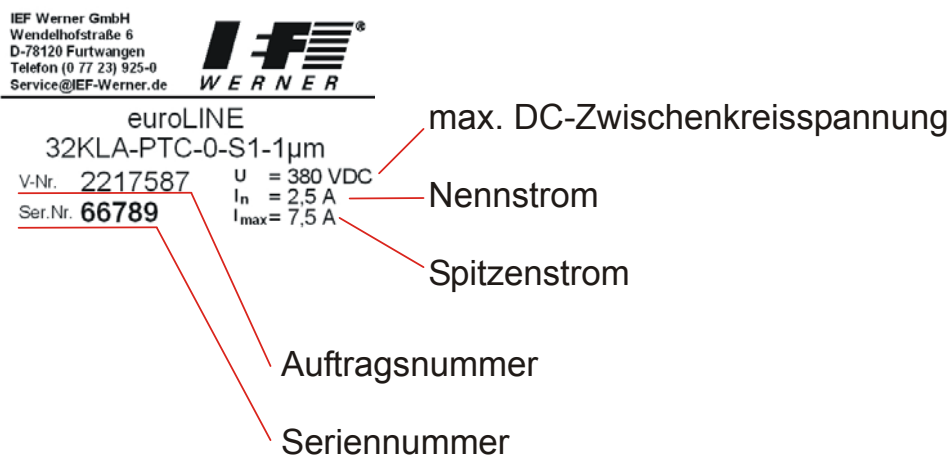 IEF Werner GmbH
Wendelhofstraße 6
D-78120 Furtwangen
Telefon (0 77 23) 925-0
Service@IEF-Werner.de
IEF®
WERNER
euroLINE
32KLA-PTC-0-S1-1µm
V-Nr. 2217587
Ser.Nr. 66789
U = 380 VDC
In = 2,5 A
Imax= 7,5 A
max. DC-Zwischenkreisspannung
Nennstrom
Spitzenstrom
Auftragsnummer
Seriennummer